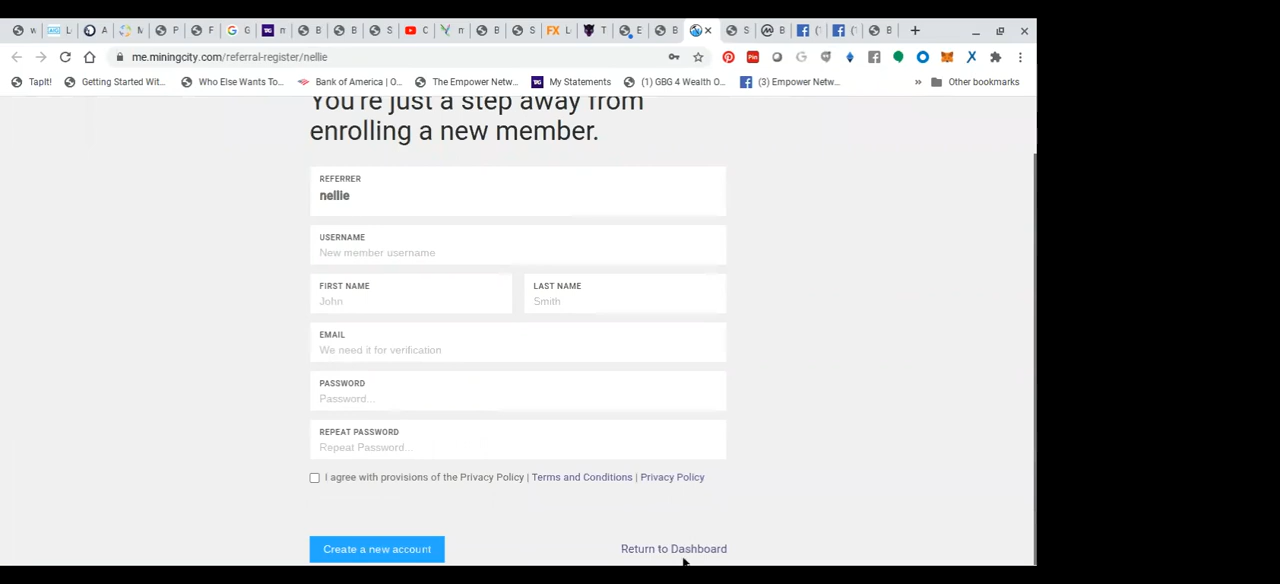 w L A M P F G G n B B S C n B S FX L T E B S B (' (' B
me.miningcity.com/referral-register/nellie
TapIt! Getting Started Wit... Who Else Wants To... Bank of America | O... The Empower Netw... My Statements (1) GBG 4 Wealth O... (3) Empower Netw... » Other bookmarks
You're just a step away from
enrolling a new member.
REFERRER
nellie
USERNAME
New member username
FIRST NAME LAST NAME
John Smith
EMAIL
We need it for verification
PASSWORD
Password...
REPEAT PASSWORD
Repeat Password...
I agree with provisions of the Privacy Policy | Terms and Conditions | Privacy Policy
Create a new account Return to Dashboard